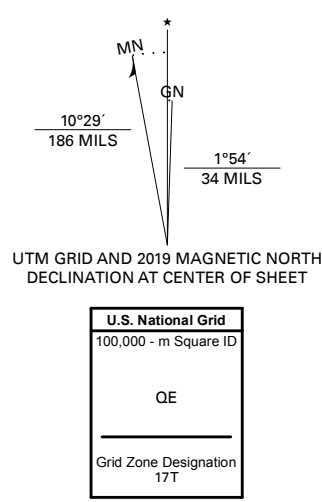 ★
MN
GN
10°29´
186 MILS
1°54´
34 MILS
UTM GRID AND 2019 MAGNETIC NORTH
DECLINATION AT CENTER OF SHEET
U.S. National Grid
100,000 - m Square ID
QE
Grid Zone Designation
17T